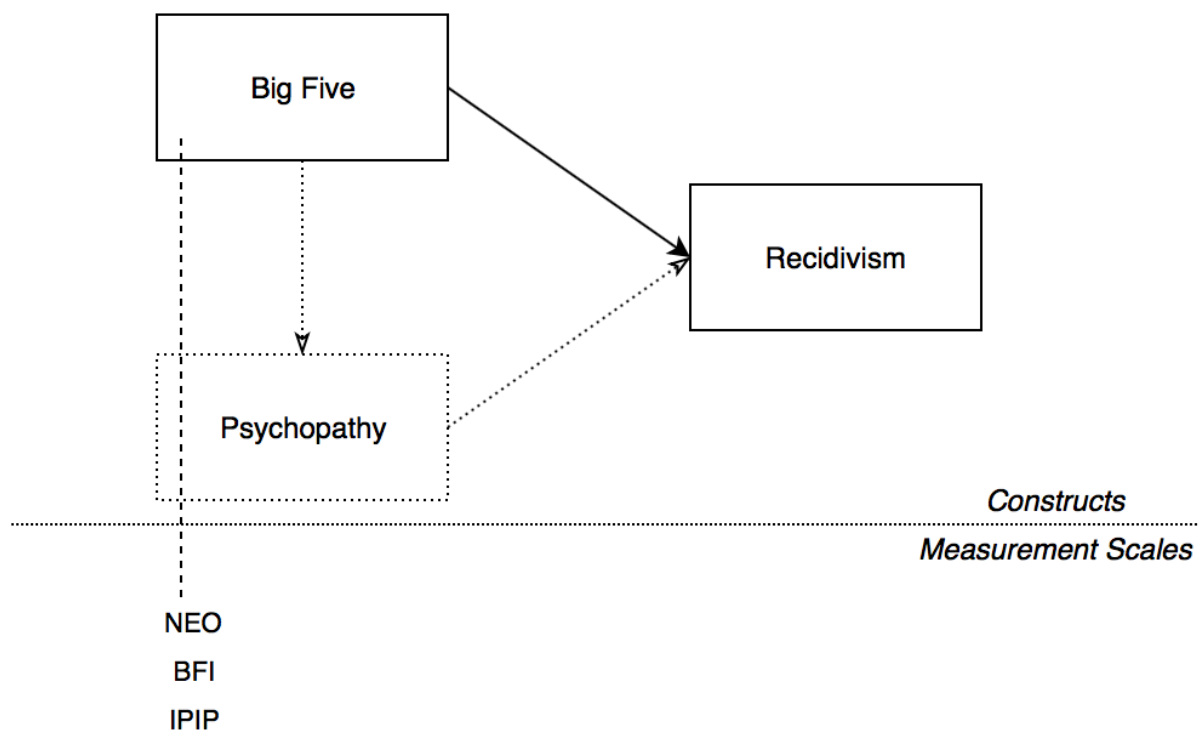 Big Five
Recidivism
Psychopathy
Constructs
Measurement Scales
NEO
BFI
IPIP